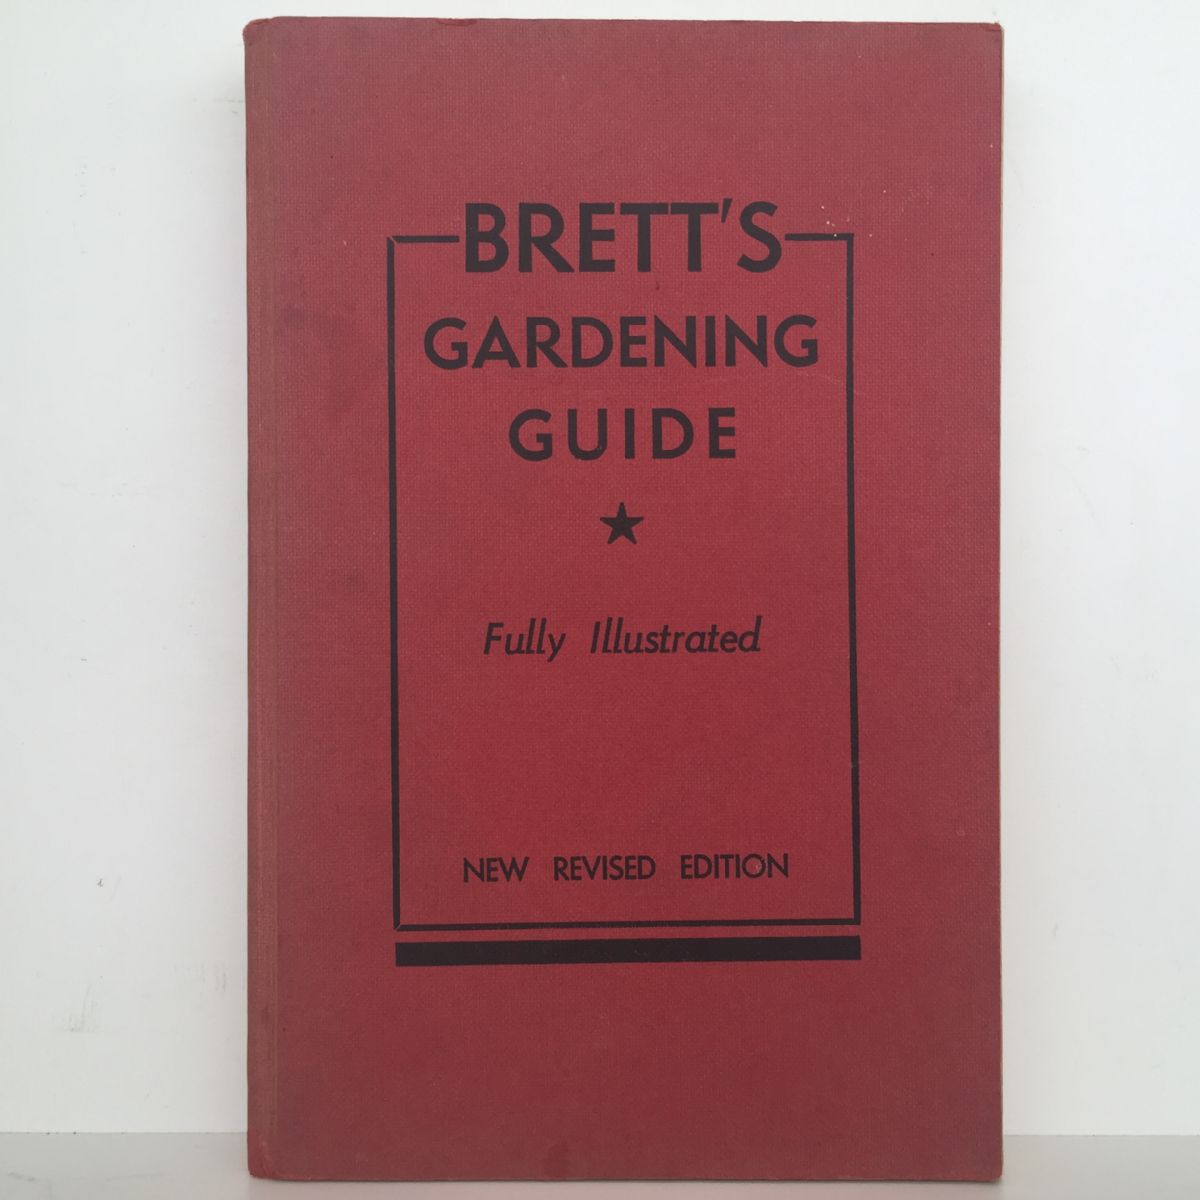 BRETT'S
GARDENING
GUIDE
Fully Illustrated
NEW REVISED EDITION